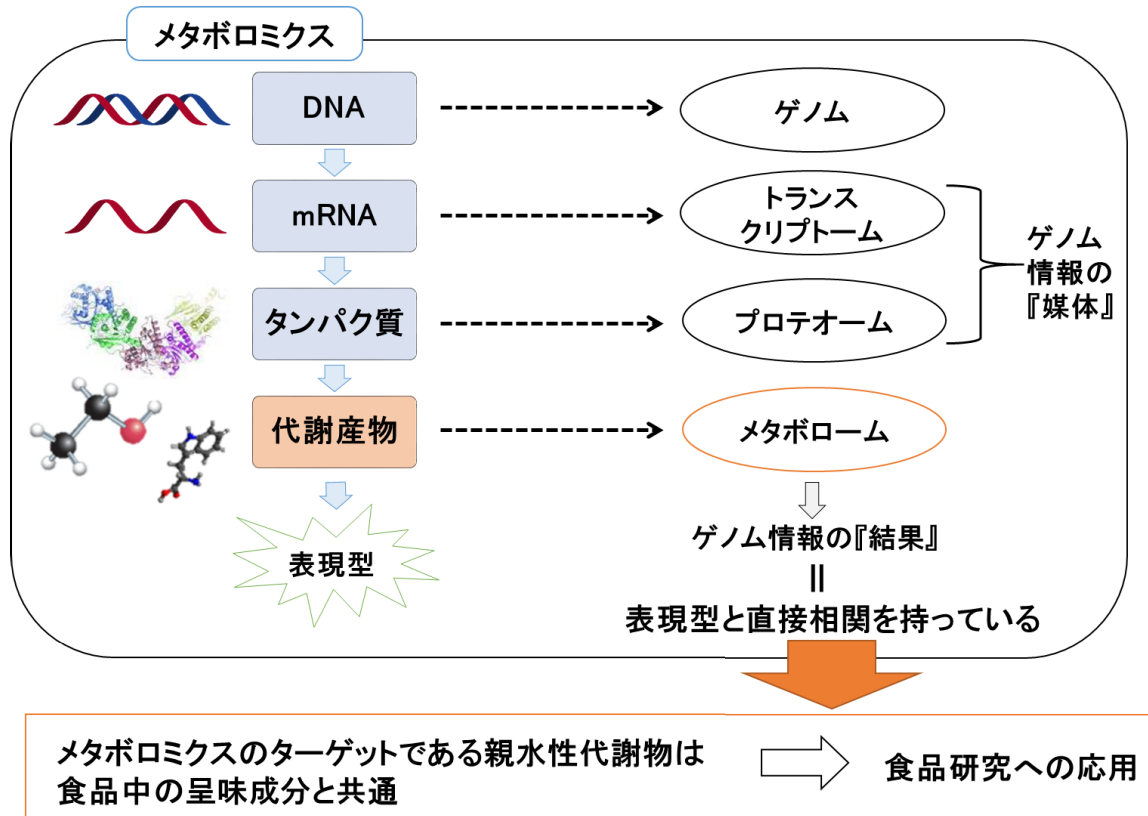 メタボロミクス
DNA
ゲノム
mRNA
トランス
クリプトーム
タンパク質
プロテオーム
ゲノム
情報の
『媒体』
代謝産物
メタボローム
表現型
ゲノム情報の『結果』
=
表現型と直接相関を持っている
メタボロミクスのターゲットである親水性代謝物は
食品中の呈味成分と共通
食品研究への応用